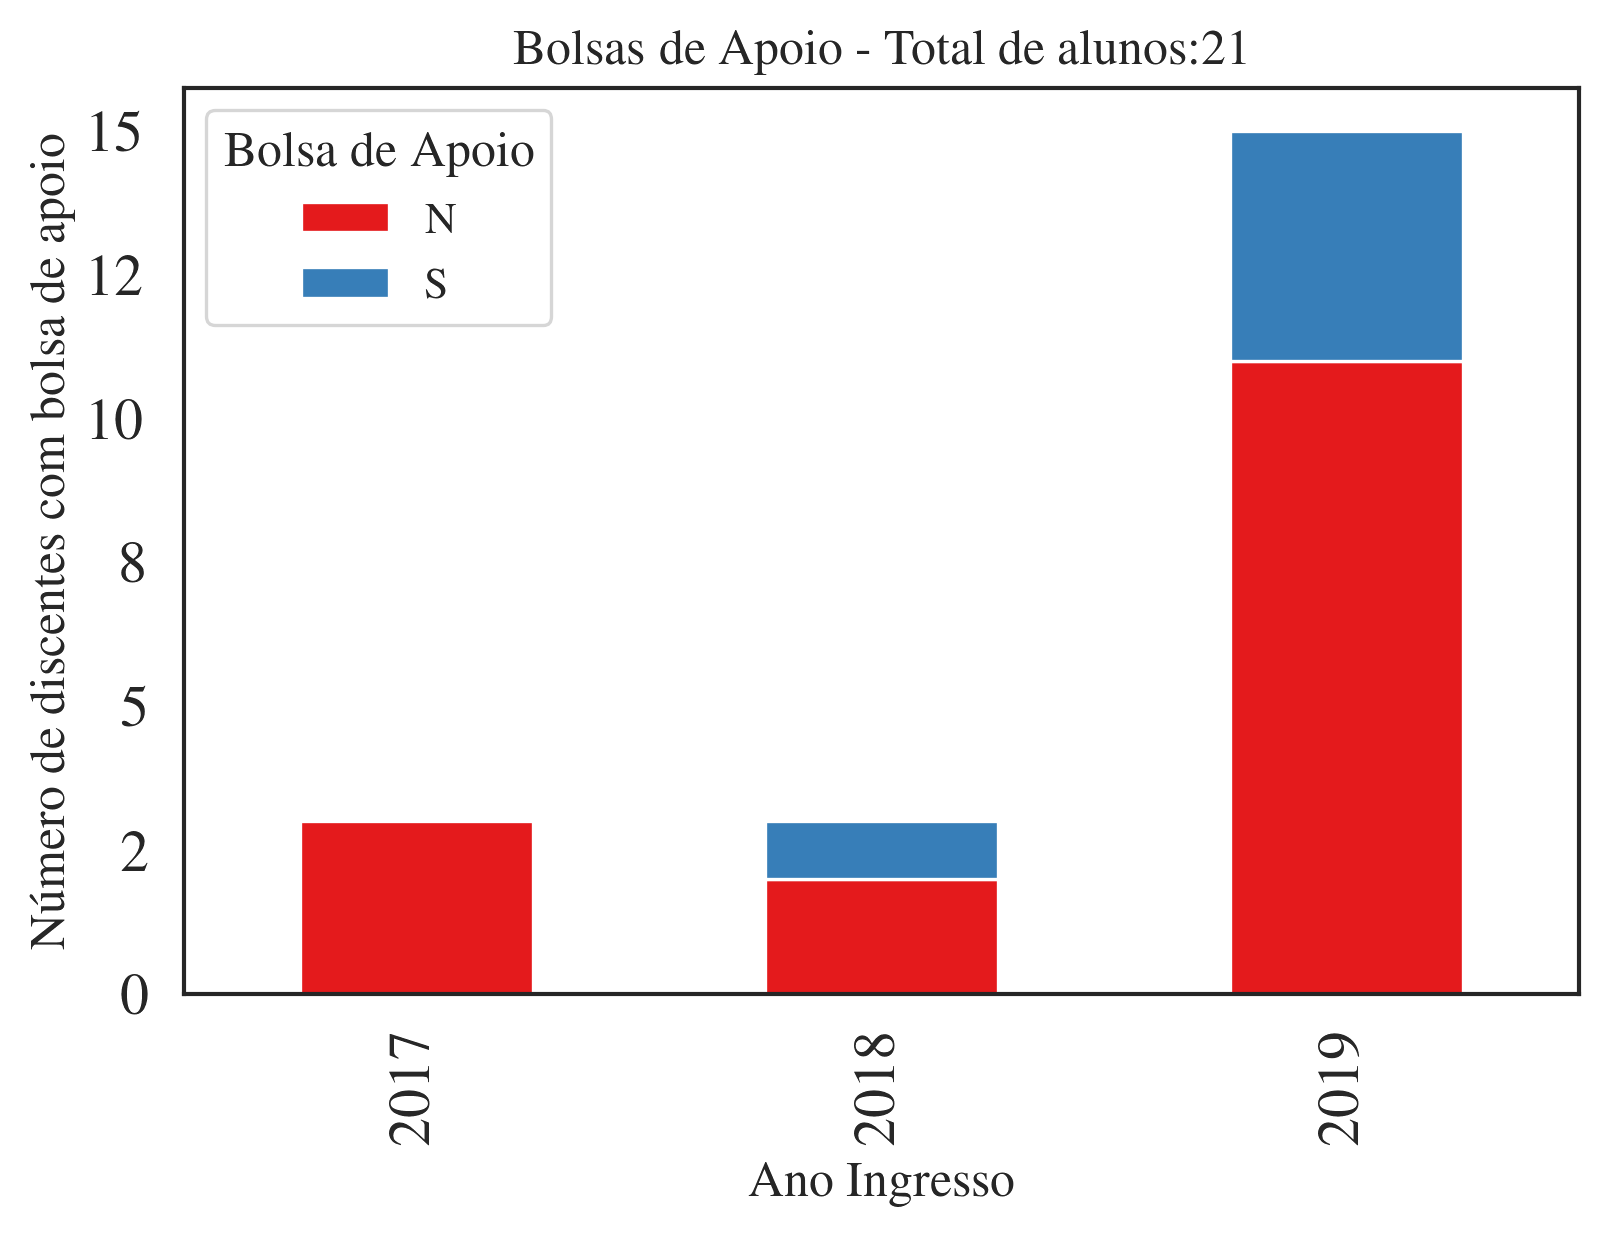 Bolsas de Apoio - Total de alunos:21
Número de discentes com bolsa de apoio
15
12
10
8
5
2
0
Bolsa de Apoio
N
S
2017
2018
2019
Ano Ingresso